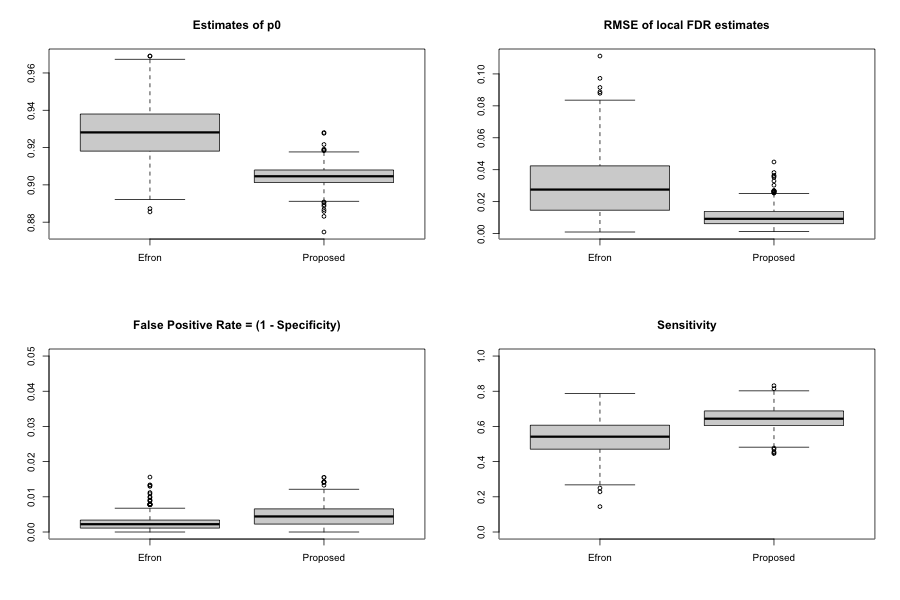 Estimates of p0
0.96
0.94
0.92
0.90
0.88
Efron Proposed
RMSE of local FDR estimates
0.10
0.08
0.06
0.04
0.02
0.00
Efron Proposed
False Positive Rate = (1 - Specificity)
0.05
0.04
0.03
0.02
0.01
0.00
Efron Proposed
Sensitivity
1.0
0.8
0.6
0.4
0.2
0.0
Efron Proposed